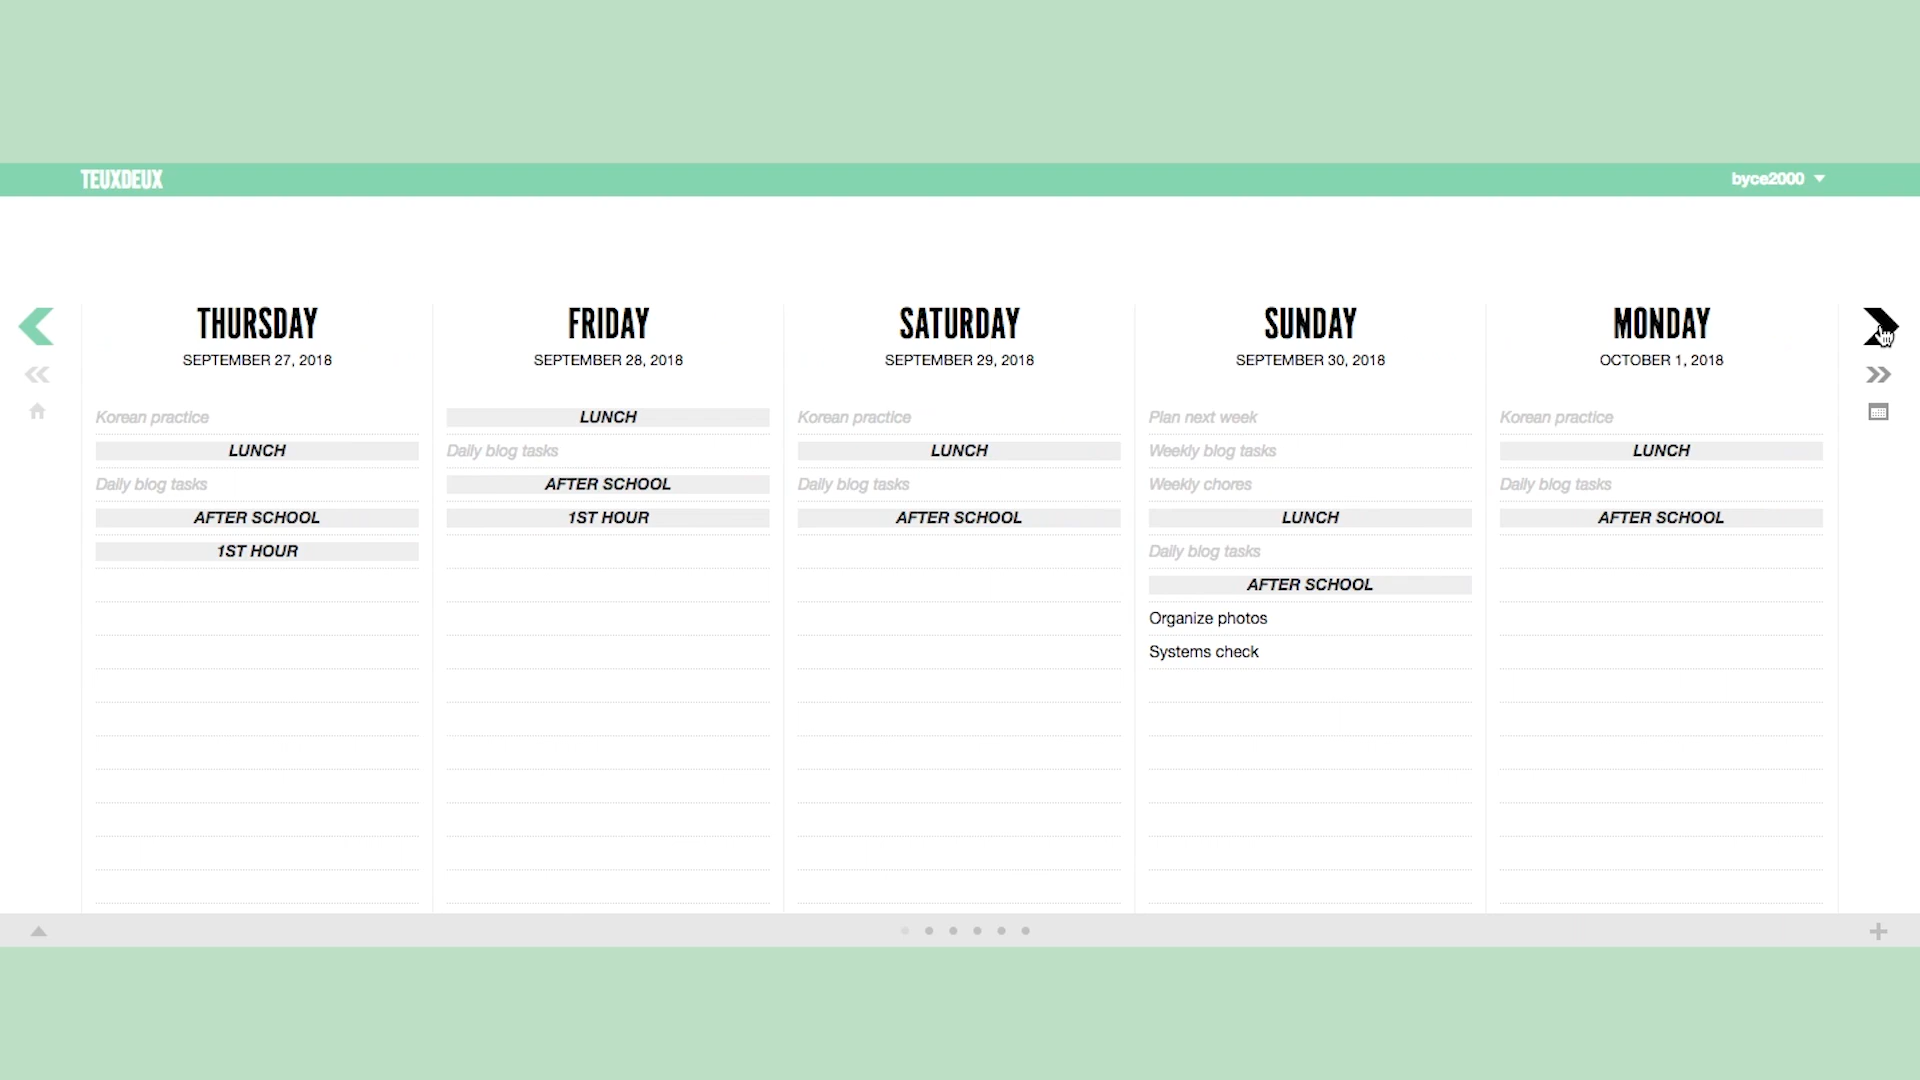 TEUXDEUX
byce2000
THURSDAY
SEPTEMBER 27, 2018
Korean practice
LUNCH
Daily blog tasks
AFTER SCHOOL
1ST HOUR
FRIDAY
SEPTEMBER 28, 2018
LUNCH
Daily blog tasks
AFTER SCHOOL
1ST HOUR
SATURDAY
SEPTEMBER 29, 2018
Korean practice
LUNCH
Daily blog tasks
AFTER SCHOOL
SUNDAY
SEPTEMBER 30, 2018
Plan next week
Weekly blog tasks
Weekly chores
LUNCH
Daily blog tasks
AFTER SCHOOL
Organize photos
Systems check
MONDAY
OCTOBER 1, 2018
Korean practice
LUNCH
Daily blog tasks
AFTER SCHOOL